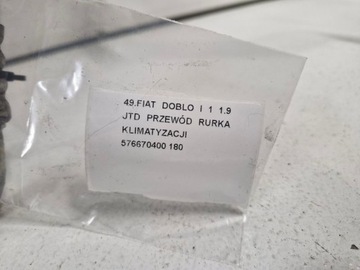 49.FIAT DOBLO I 1 1.9
JTD PRZEWÓD RURKA
KLIMATYZACJI
576670400 180